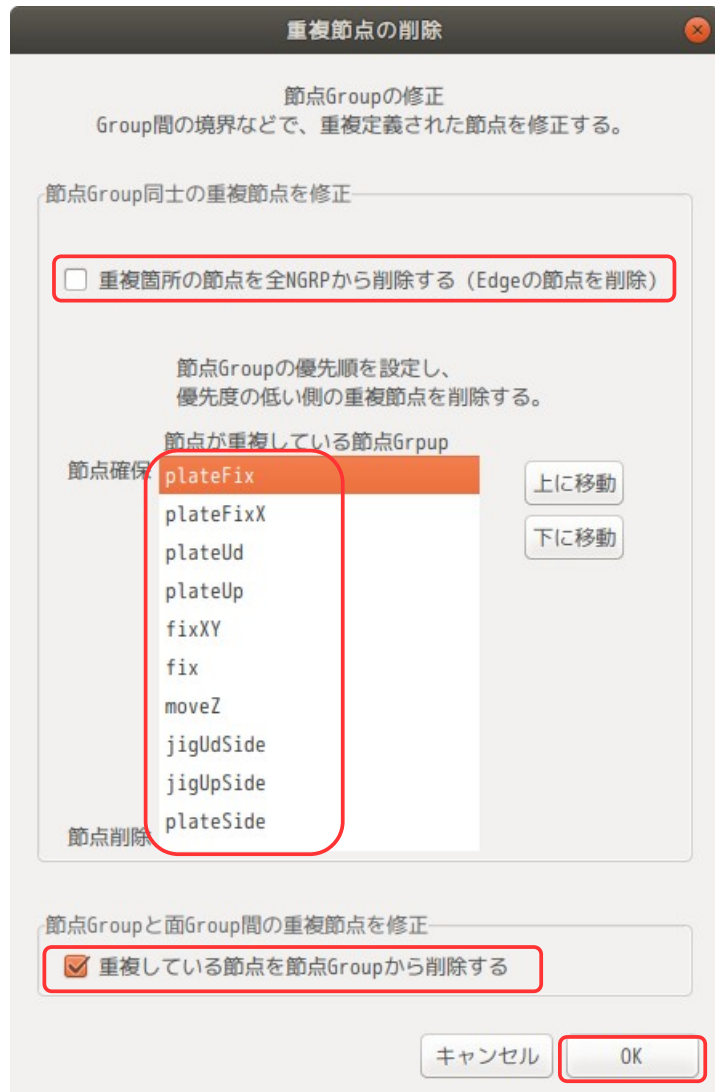 重複節点の削除
節点Groupの修正
Group間の境界などで、重複定義された節点を修正する。
節点Group同士の重複節点を修正
重複箇所の節点を全NGRPから削除する (Edgeの節点を削除)
節点Groupの優先順を設定し、
優先度の低い側の重複節点を削除する。
節点が重複している節点Grpup
節点確保
plateFix
上に移動
plateFixX
下に移動
plateUd
plateUp
fixXY
fix
moveZ
jigUdSide
jigUpSide
plateSide
節点削除
節点Groupと面Group間の重複節点を修正
重複している節点を節点Groupから削除する
キャンセル
OK